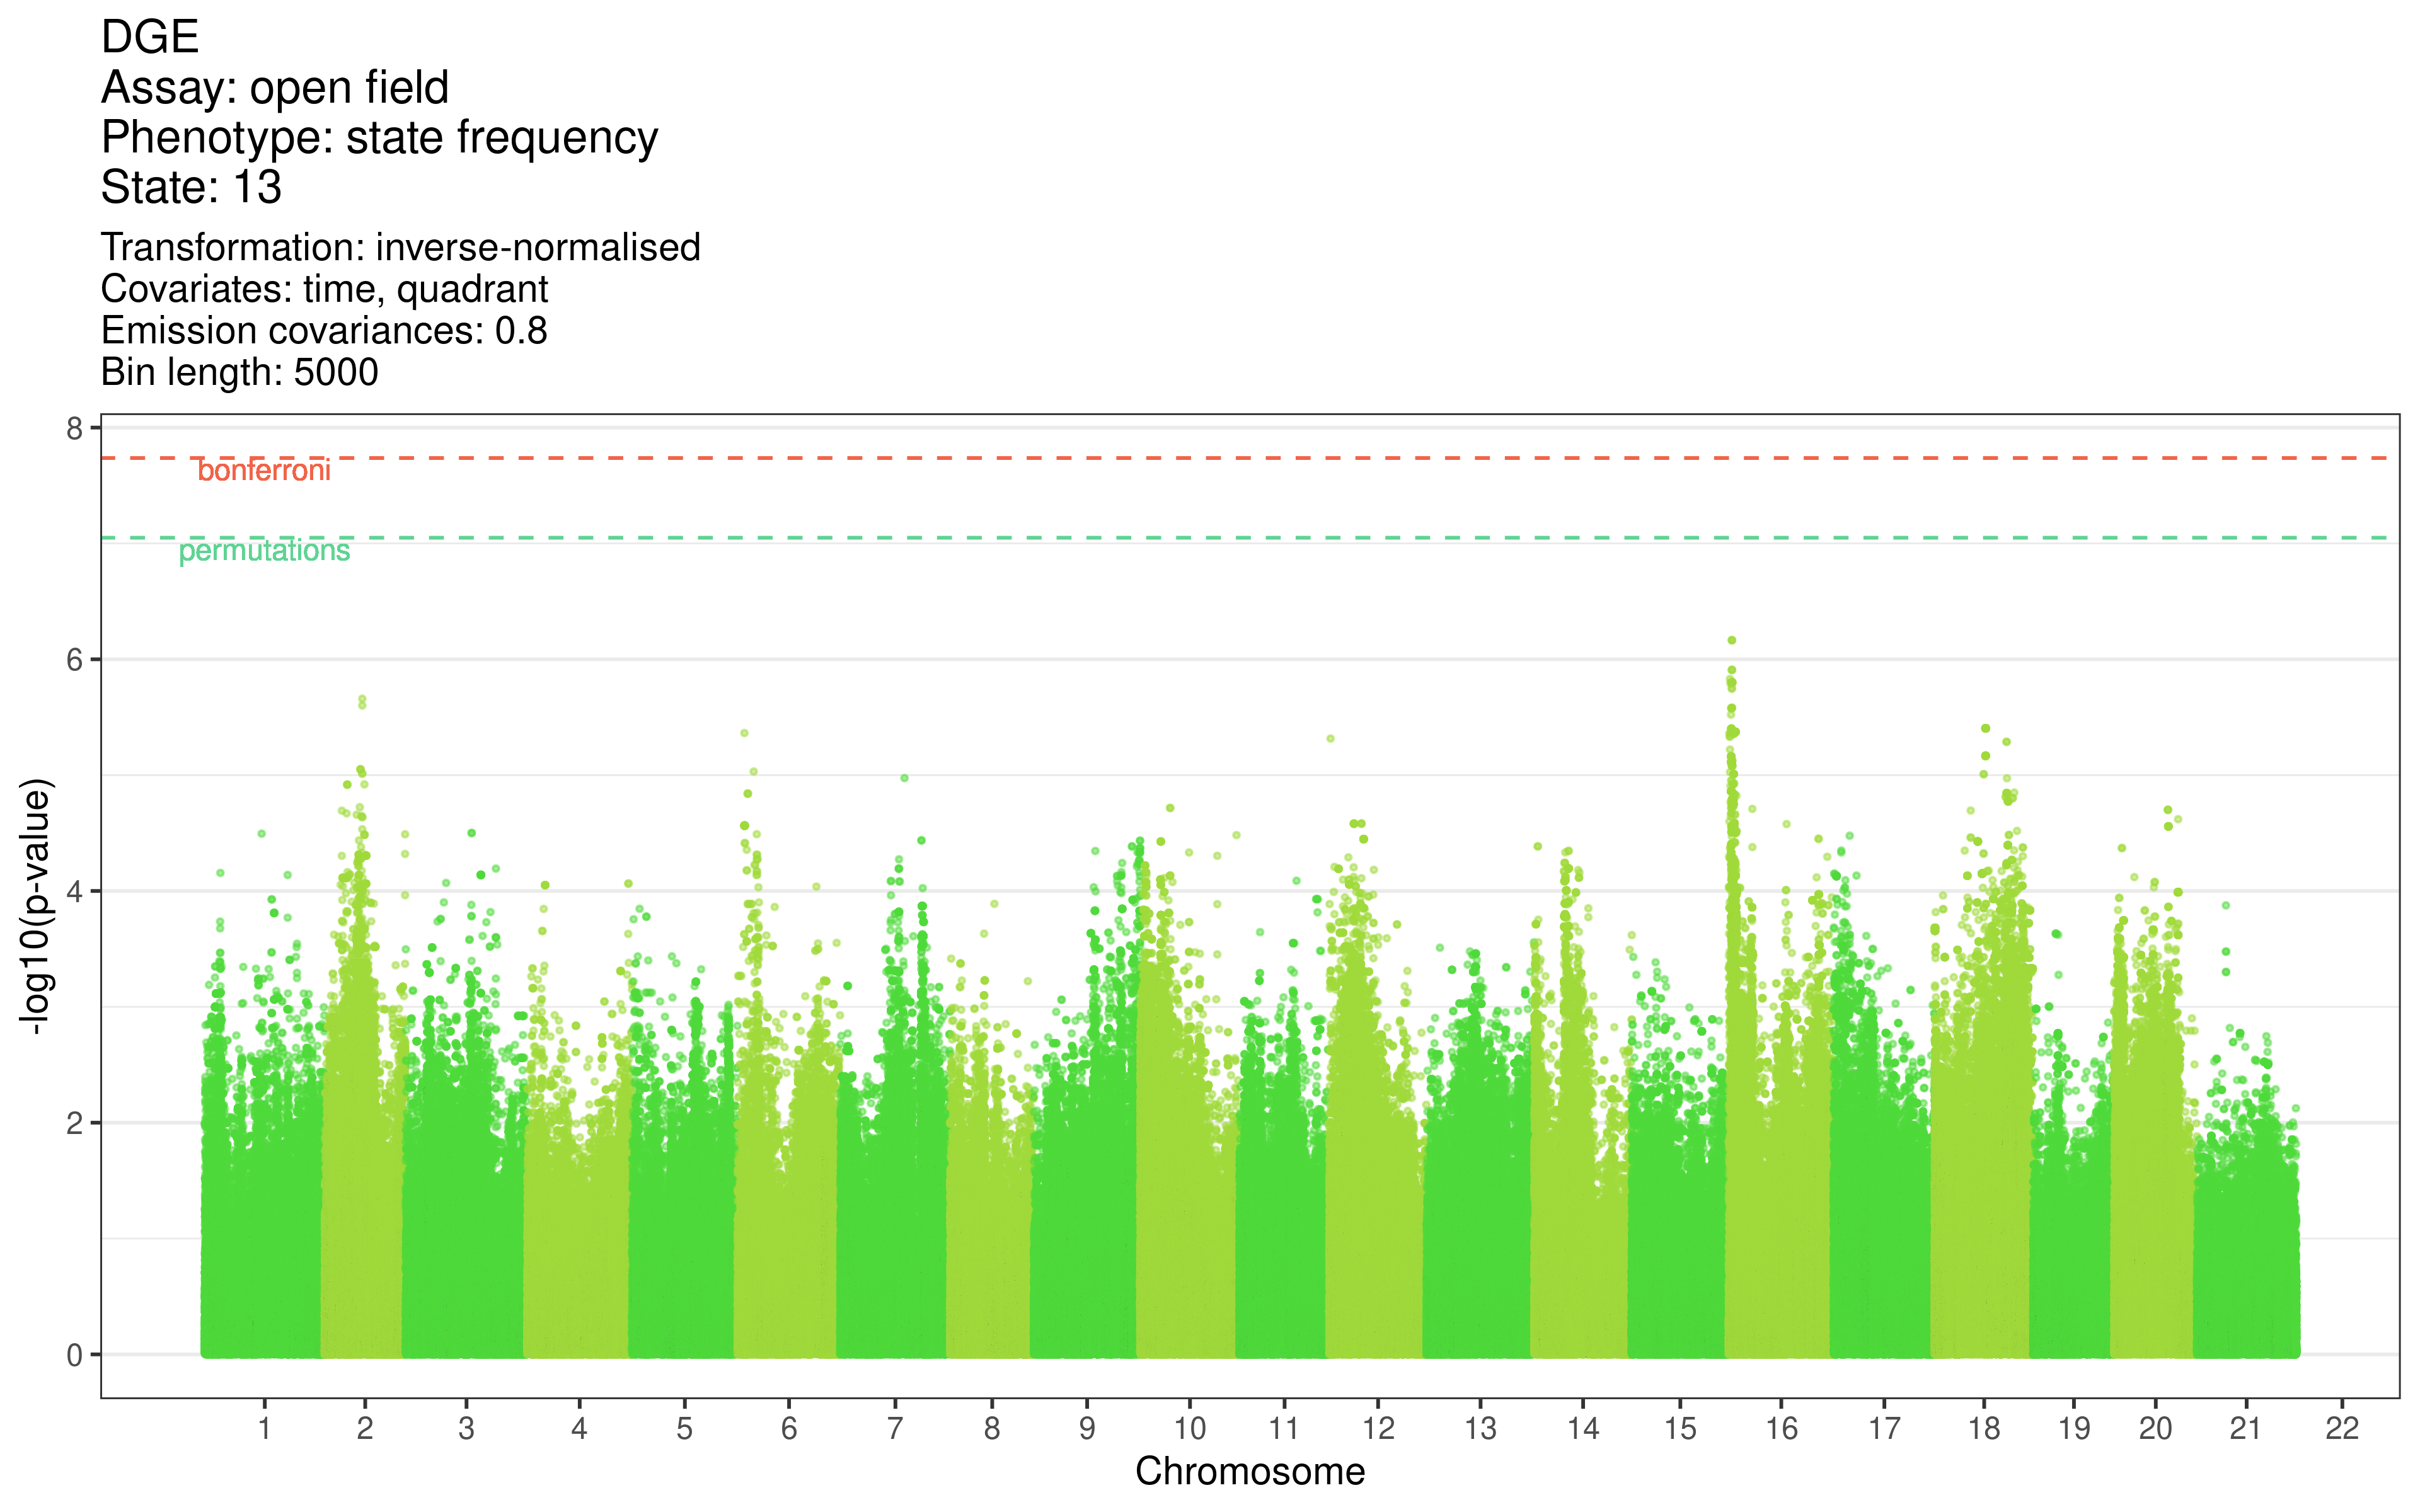 DGE
Assay: open field
Phenotype: state frequency
State: 13
Transformation: inverse-normalised
Covariates: time, quadrant
Emission covariances: 0.8
Bin length: 5000
8
bonferroni
permutations
6
4
2
0
-log10(p-value)
1 2 3 4 5 6 7 8 9 10 11 12 13 14 15 16 17 18 19 20 21 22
Chromosome